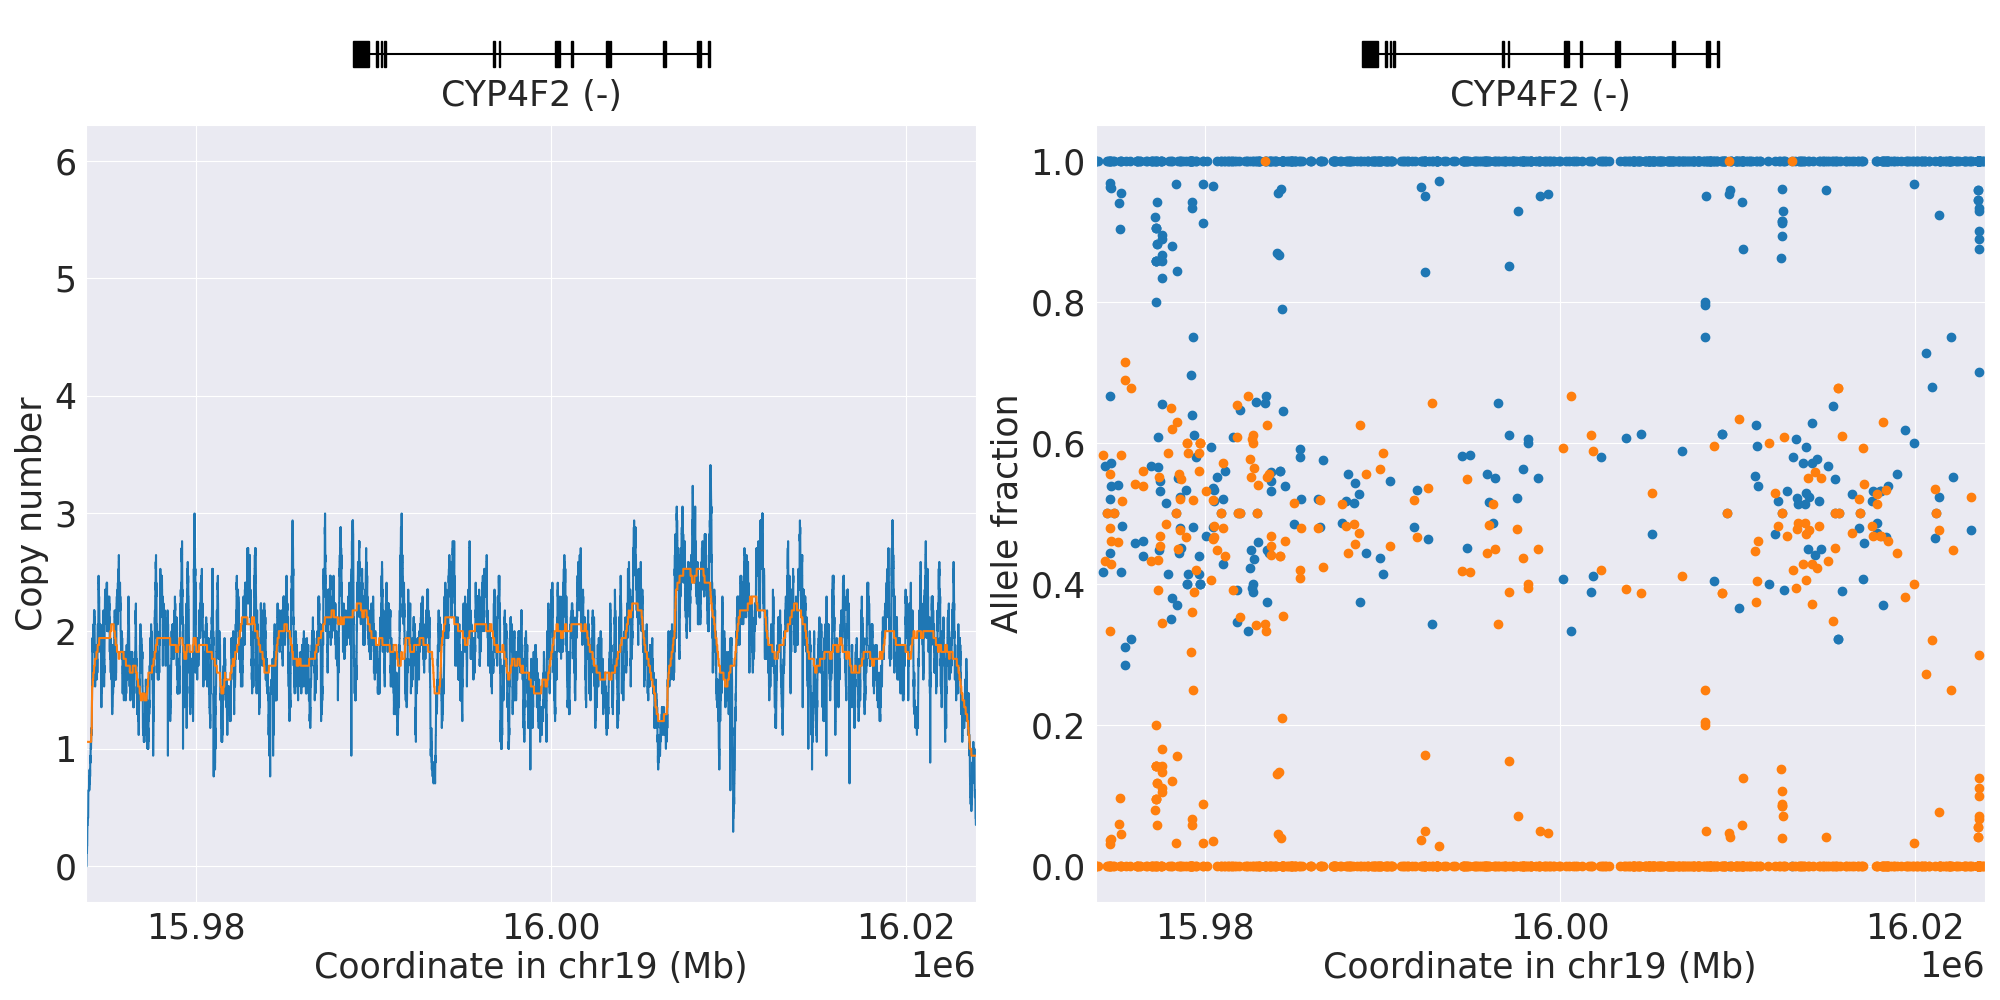 CYP4F2 (-)
6
5
4
3
2
1
0
Copy number
15.98
16.00
16.02
Coordinate in chr19 (Mb)
1e6
CYP4F2 (-)
1.0
0.8
0.6
0.4
0.2
0.0
Allele fraction
15.98
16.00
16.02
Coordinate in chr19 (Mb)
1e6